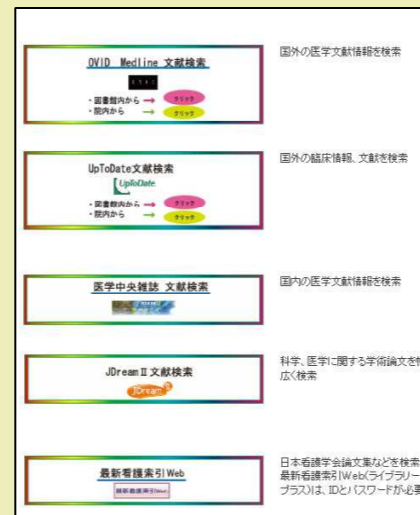 OVID Medline 文献検索
OVID
・図書館内から → クリック
・院内から → クリック
国外の医学文献情報を検索
UpToDate文献検索
UpToDate
・図書館内から → クリック
・院内から → クリック
国外の臨床情報、文献を検索
医学中央雑誌 文献検索
国内の医学文献情報を検索
JDreamⅡ文献検索
JDream
科学、医学に関する学術論文を幅
広く検索
最新看護索引Web
最新看護索引Web
日本看護学会論文集などを検索
最新看護索引Web(ライブラリー
プラス)は、IDとパスワードが必要